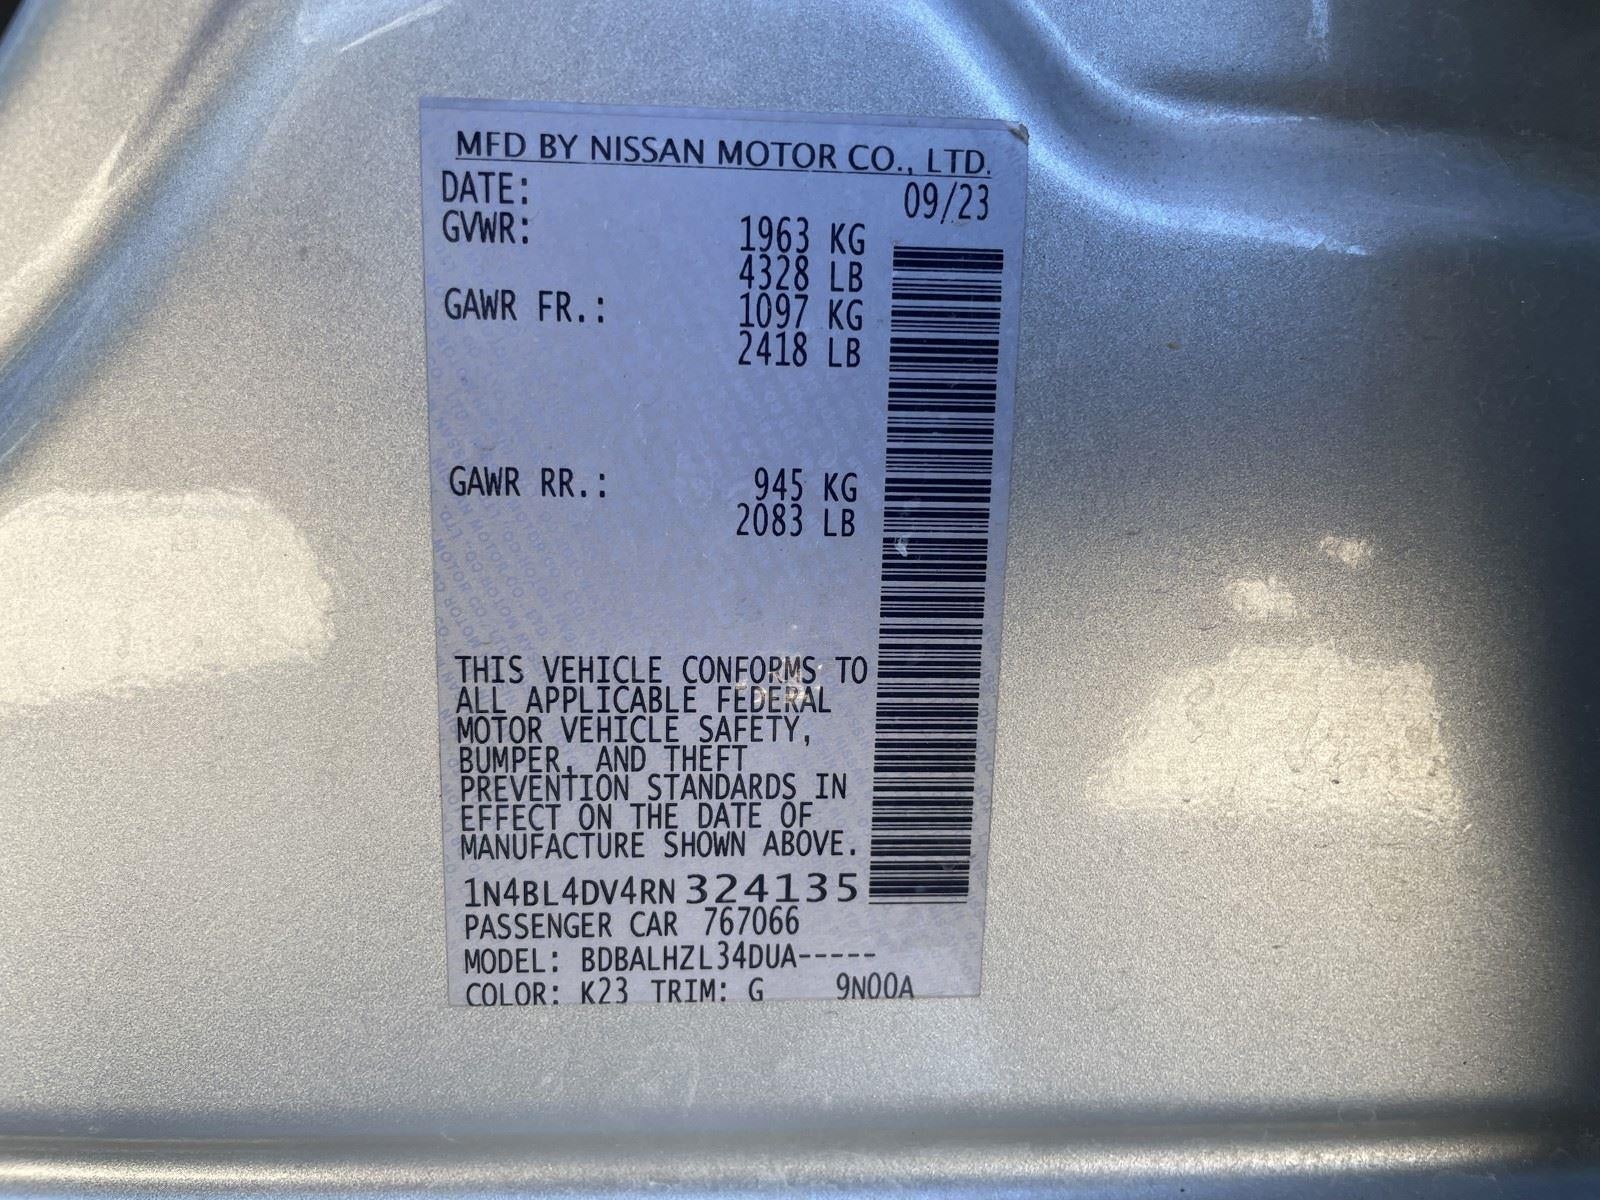 MFD BY NISSAN MOTOR CO., LTD.
DATE: 09/23
GVWR: 1963 KG
4328 LB
GAWR FR.: 1097 KG
2418 LB
GAWR RR.: 945 KG
2083 LB
THIS VEHICLE CONFORMS TO
ALL APPLICABLE FEDERAL
MOTOR VEHICLE SAFETY,
BUMPER, AND THEFT
PREVENTION STANDARDS IN
EFFECT ON THE DATE OF
MANUFACTURE SHOWN ABOVE.
1N4BL4DV4RN 324135
PASSENGER CAR 767066
MODEL: BDBALHZL34DUA-----
COLOR: K23 TRIM: G 9N00A